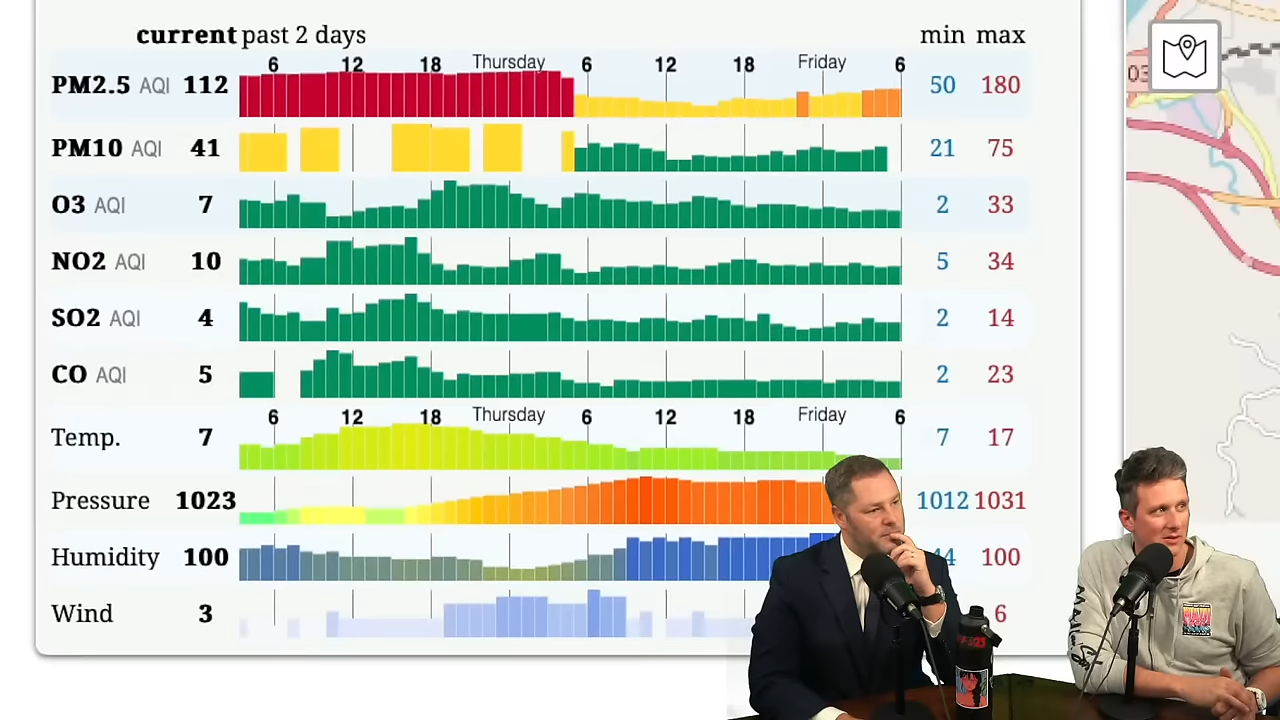 current past 2 days min max
6 12 18 Thursday 6 12 18 Friday 6
PM2.5 AQI 112 50 180
03
PM10 AQI 41 21 75
O3 AQI 7 2 33
NO2 AQI 10 5 34
SO2 AQI 4 2 14
CO AQI 5 2 23
6 12 18 Thursday 6 12 18 Friday 6
Temp. 7 7 17
Pressure 1023 1012 1031
Humidity 100 44 100
Wind 3 6